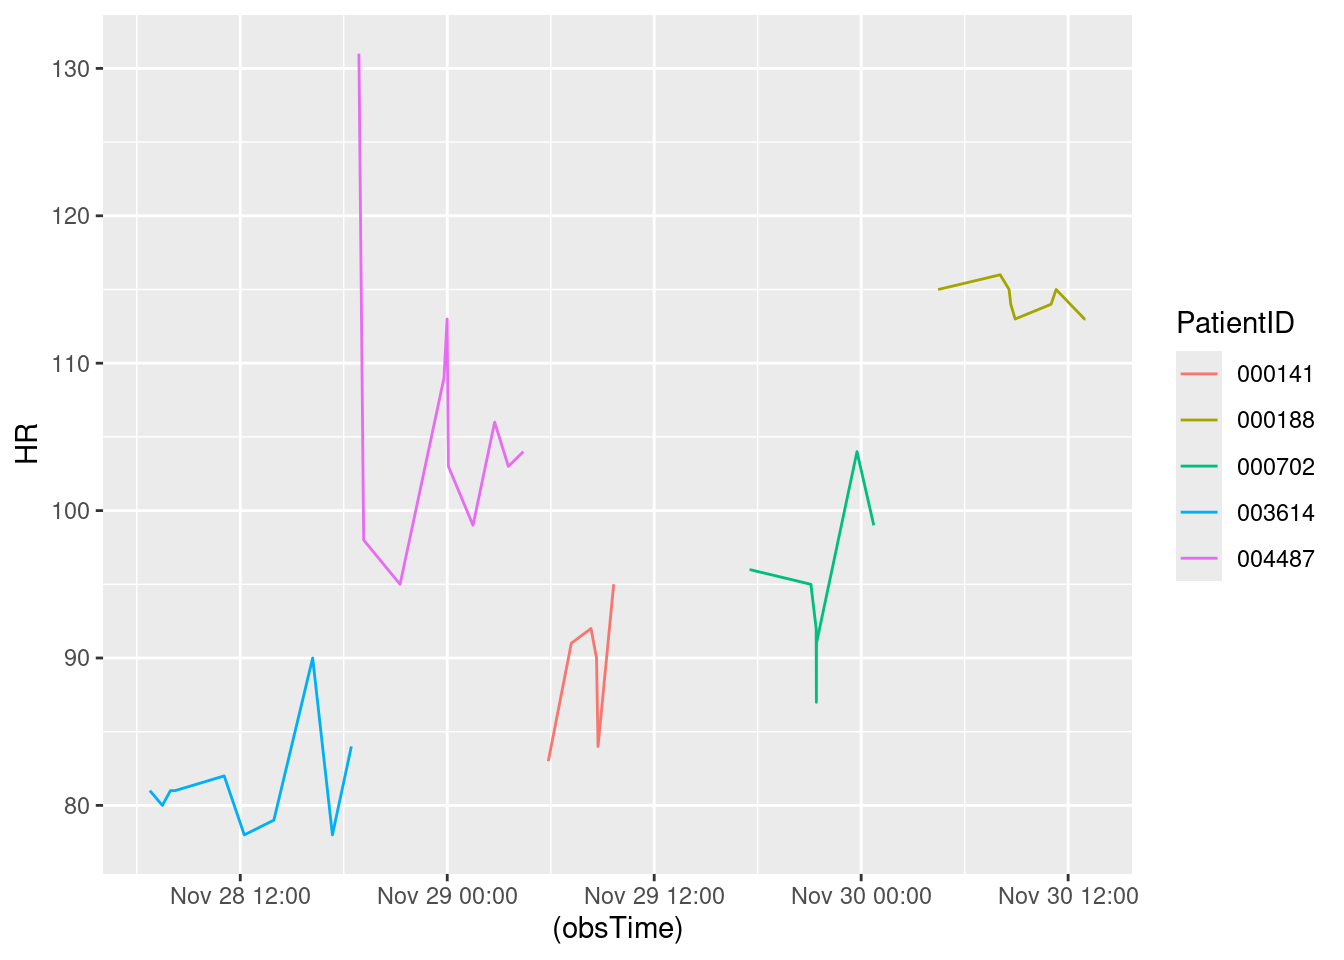 130
120
110
100
90
80
HR
Nov 28 12:00
Nov 29 00:00
Nov 29 12:00
Nov 30 00:00
Nov 30 12:00
(obsTime)
PatientID
000141
000188
000702
003614
004487